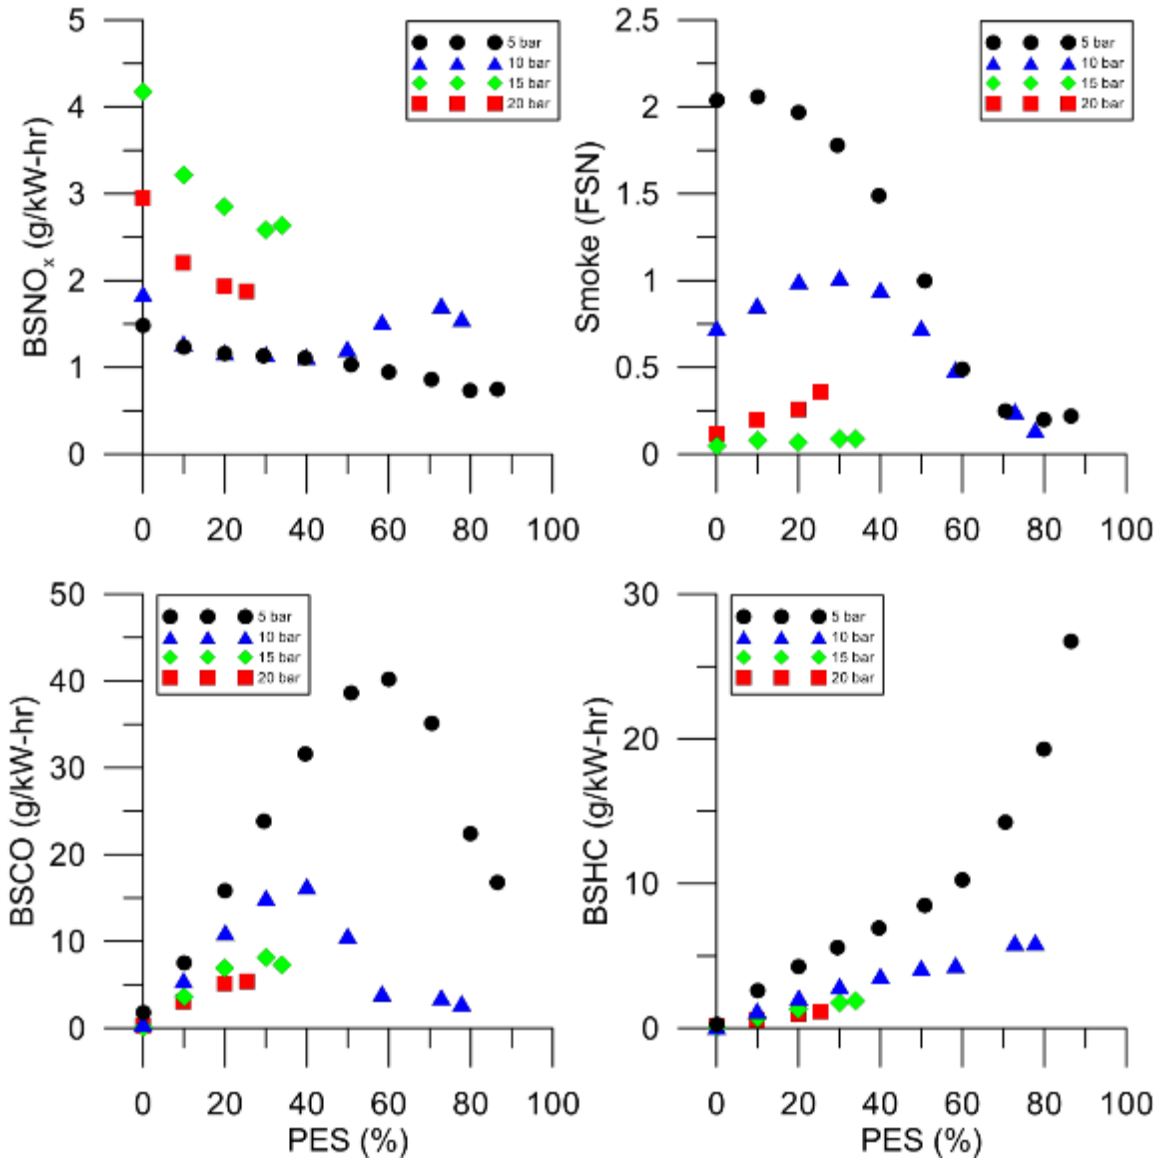 BSNOx (g/kW-hr)
5
4
3
2
1
0
0 20 40 60 80 100
5 bar
10 bar
15 bar
20 bar
Smoke (FSN)
2.5
2
1.5
1
0.5
0
0 20 40 60 80 100
5 bar
10 bar
15 bar
20 bar
BSCO (g/kW-hr)
50
40
30
20
10
0
0 20 40 60 80 100
PES (%)
5 bar
10 bar
15 bar
20 bar
BSHC (g/kW-hr)
30
20
10
0
0 20 40 60 80 100
PES (%)
5 bar
10 bar
15 bar
20 bar